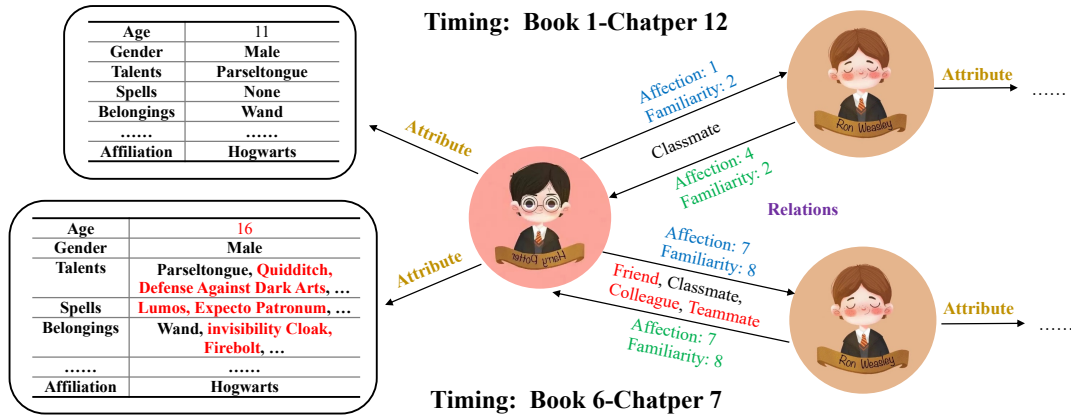 Timing: Book 1-Chatper 12
Age 11
Gender Male
Talents Parseltongue
Spells None
Belongings Wand
...... ......
Affiliation Hogwarts
Attribute
Affection: 1
Familiarity: 2
Classmate
Affection: 4
Familiarity: 2
Ron Weasley
Attribute
......
Harry Potter
Relations
Age 16
Gender Male
Talents Parseltongue, Quidditch,
Defense Against Dark Arts, ...
Spells Lumos, Expecto Patronum, ...
Belongings Wand, invisibility Cloak,
Firebolt, ...
...... ......
Affiliation Hogwarts
Attribute
Affection: 7
Familiarity: 8
Friend, Classmate,
Colleague, Teammate
Affection: 7
Familiarity: 8
Ron Weasley
Attribute
......
Timing: Book 6-Chatper 7